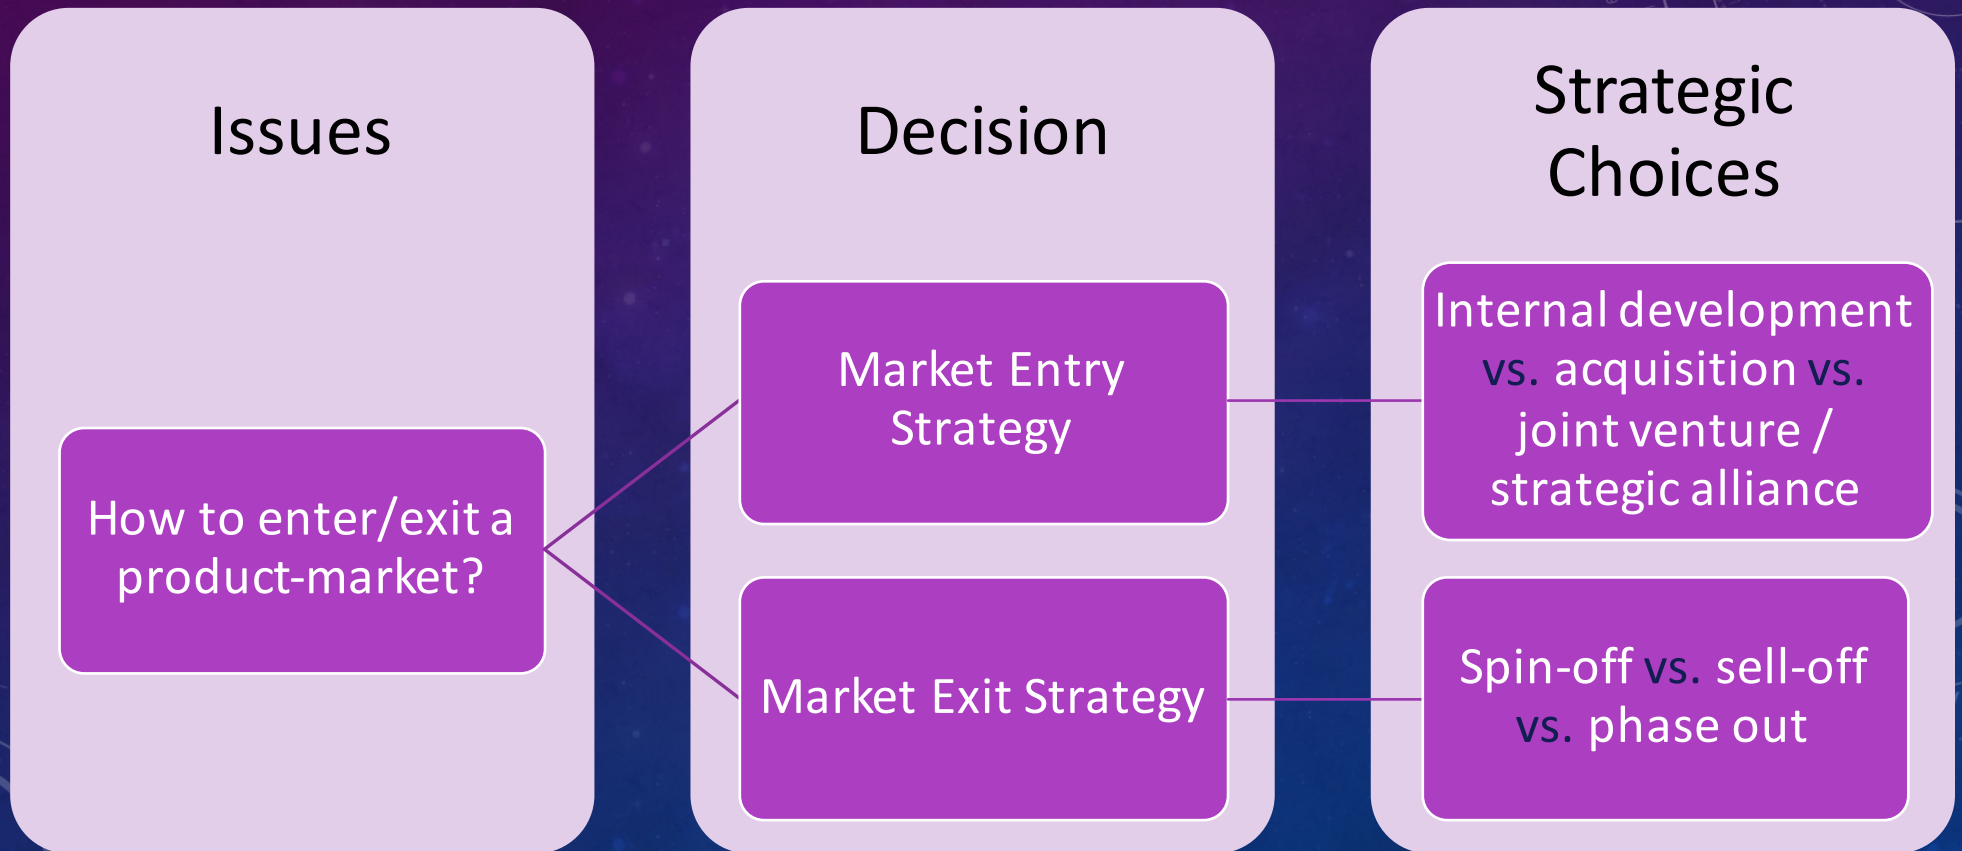 Issues
Decision
Strategic
Choices
How to enter/exit a
product-market?
Market Entry
Strategy
Market Exit Strategy
Internal development
vs. acquisition vs.
joint venture /
strategic alliance
Spin-off vs. sell-off
vs. phase out